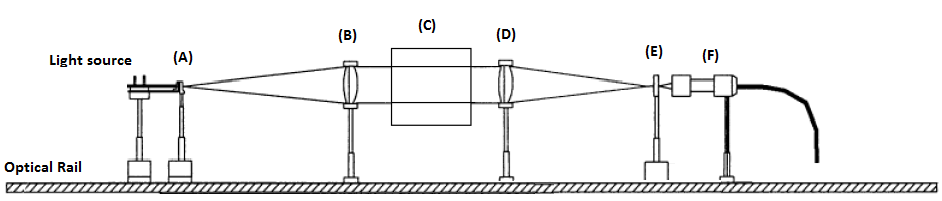 Light source
(A)
(B)
(C)
(D)
(E)
(F)
Optical Rail